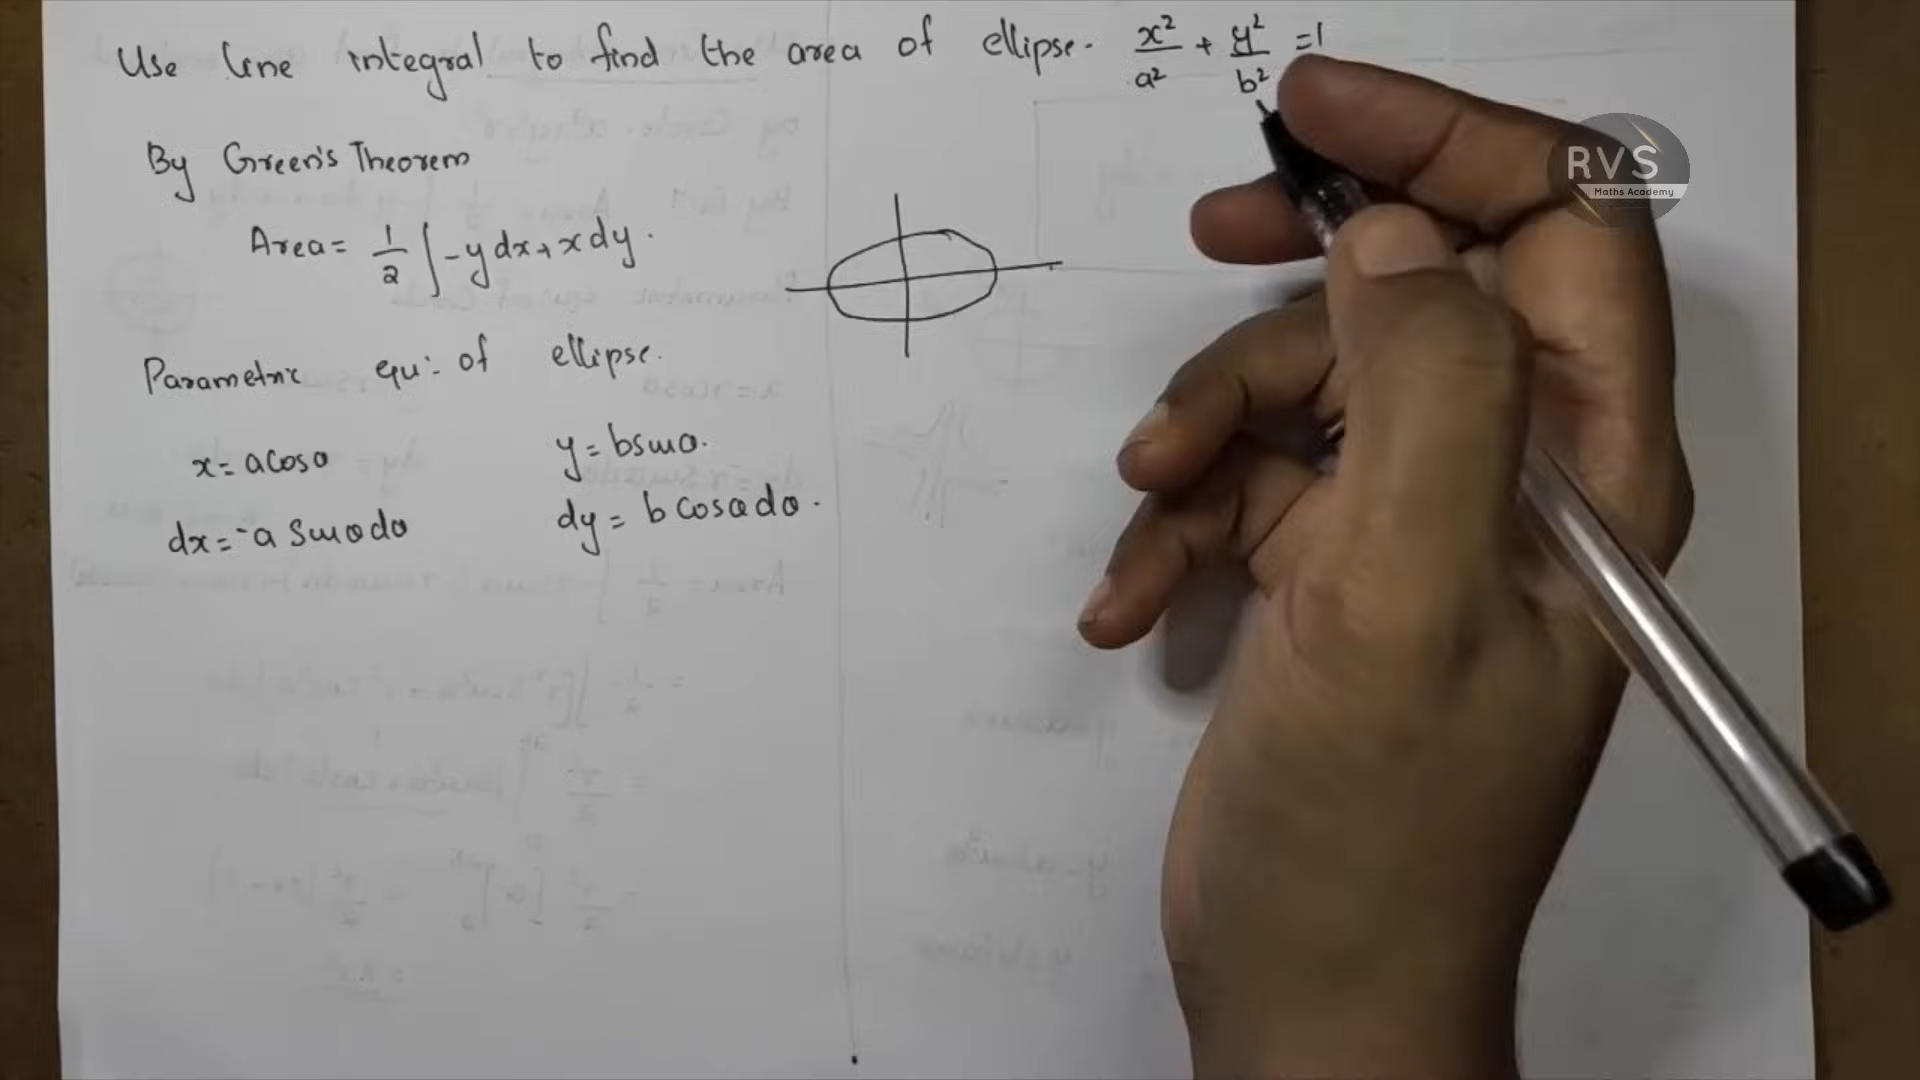 Use line integral to find the area of ellipse. x²/a² + y²/b² = 1
RVS
Maths Academy
By Green's Theorem
Area = 1/2 ∫ -y dx + x dy.
Parametric equ: of ellipse.
x = a cos θ y = b sin θ.
dx = -a sin θ dθ dy = b cos θ dθ.